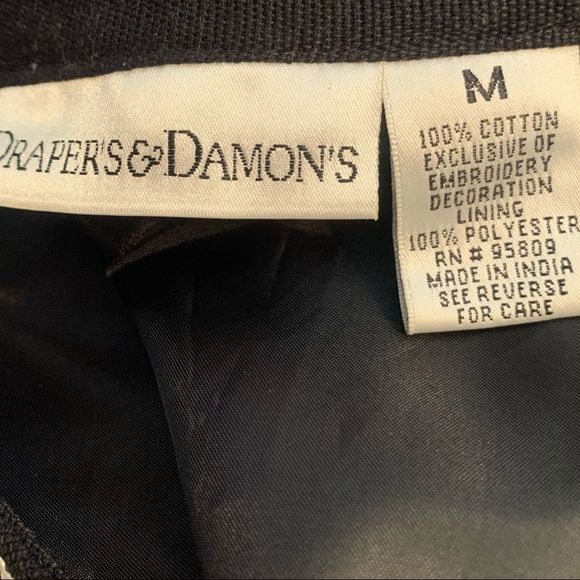 DRAPER'S&DAMON'S
M
100% COTTON
EXCLUSIVE OF
EMBROIDERY
DECORATION
LINING
100% POLYESTER
RN # 95809
MADE IN INDIA
SEE REVERSE
FOR CARE